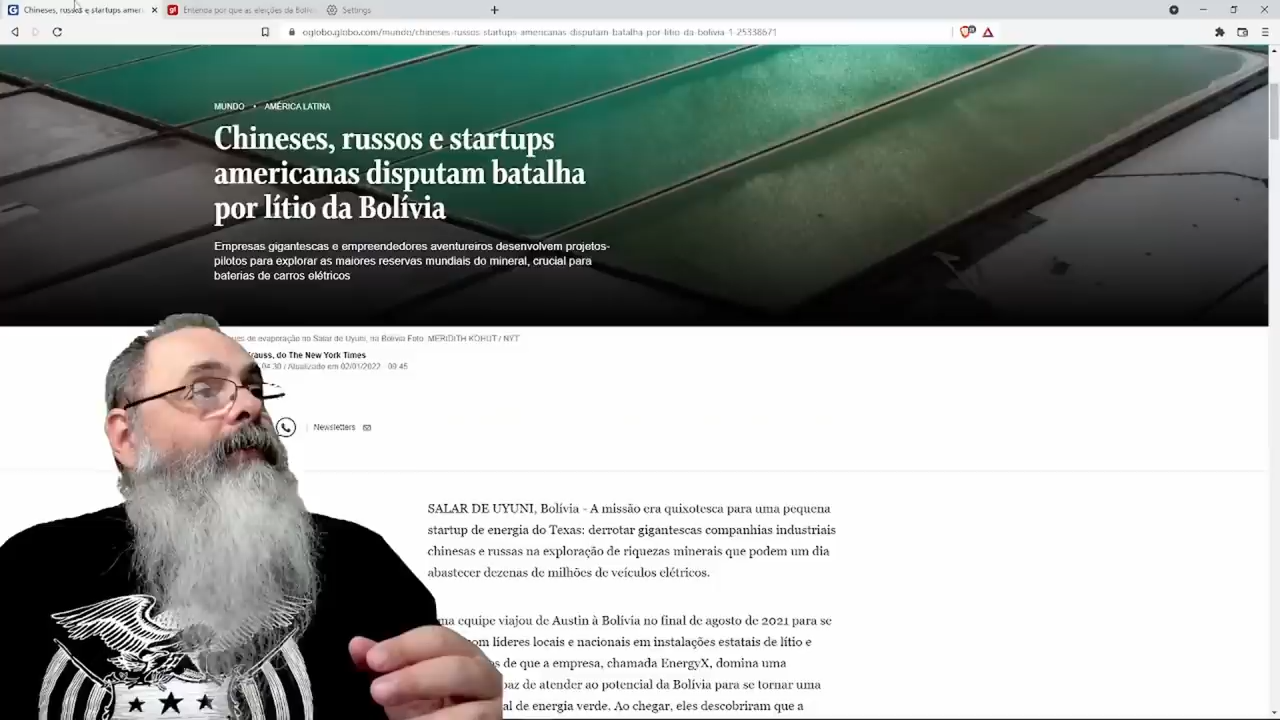 Chineses, russos e startups amer
Entenda por que as eleições da Bolív
Settings
oglobo.globo.com/mundo/chineses-russos-startups-americanas-disputam-batalha-por-litio-da-bolivia-1-25338671
MUNDO • AMÉRICA LATINA
Chineses, russos e startups
americanas disputam batalha
por lítio da Bolívia
Empresas gigantescas e empreendedores aventureiros desenvolvem projetos-
pilotos para explorar as maiores reservas mundiais do mineral, crucial para
baterias de carros elétricos
de evaporação no Salar de Uyuni, na Bolívia Foto: MERIDITH KOHUT / NYT
rauss, do The New York Times
04:30 / Atualizado em 02/01/2022 - 09:45
Newsletters
SALAR DE UYUNI, Bolívia - A missão era quixotesca para uma pequena
startup de energia do Texas: derrotar gigantescas companhias industriais
chinesas e russas na exploração de riquezas minerais que podem um dia
abastecer dezenas de milhões de veículos elétricos.
ma equipe viajou de Austin à Bolívia no final de agosto de 2021 para se
om líderes locais e nacionais em instalações estatais de lítio e
s de que a empresa, chamada EnergyX, domina uma
paz de atender ao potencial da Bolívia para se tornar uma
al de energia verde. Ao chegar, eles descobriram que a